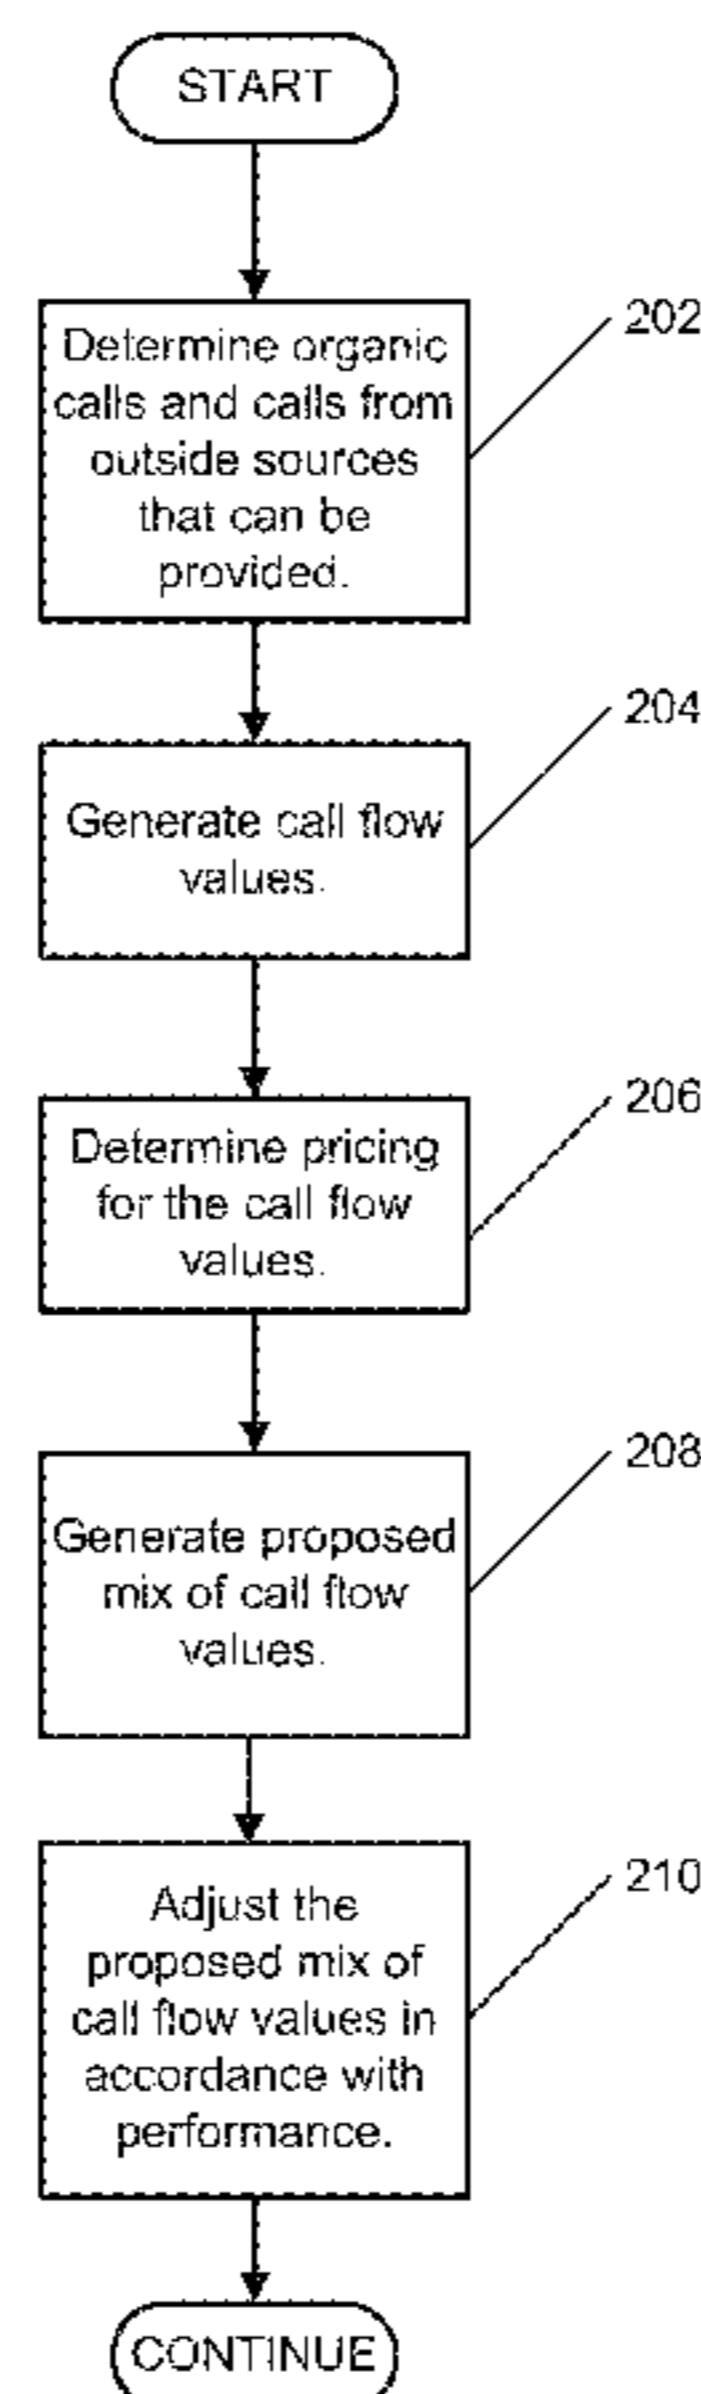 START
202
Determine organic
calls and calls from
outside sources
that can be
provided.
204
Generate call flow
values.
206
Determine pricing
for the call flow
values.
208
Generate proposed
mix of call flow
values.
210
Adjust the
proposed mix of
call flow values in
accordance with
performance.
CONTINUE